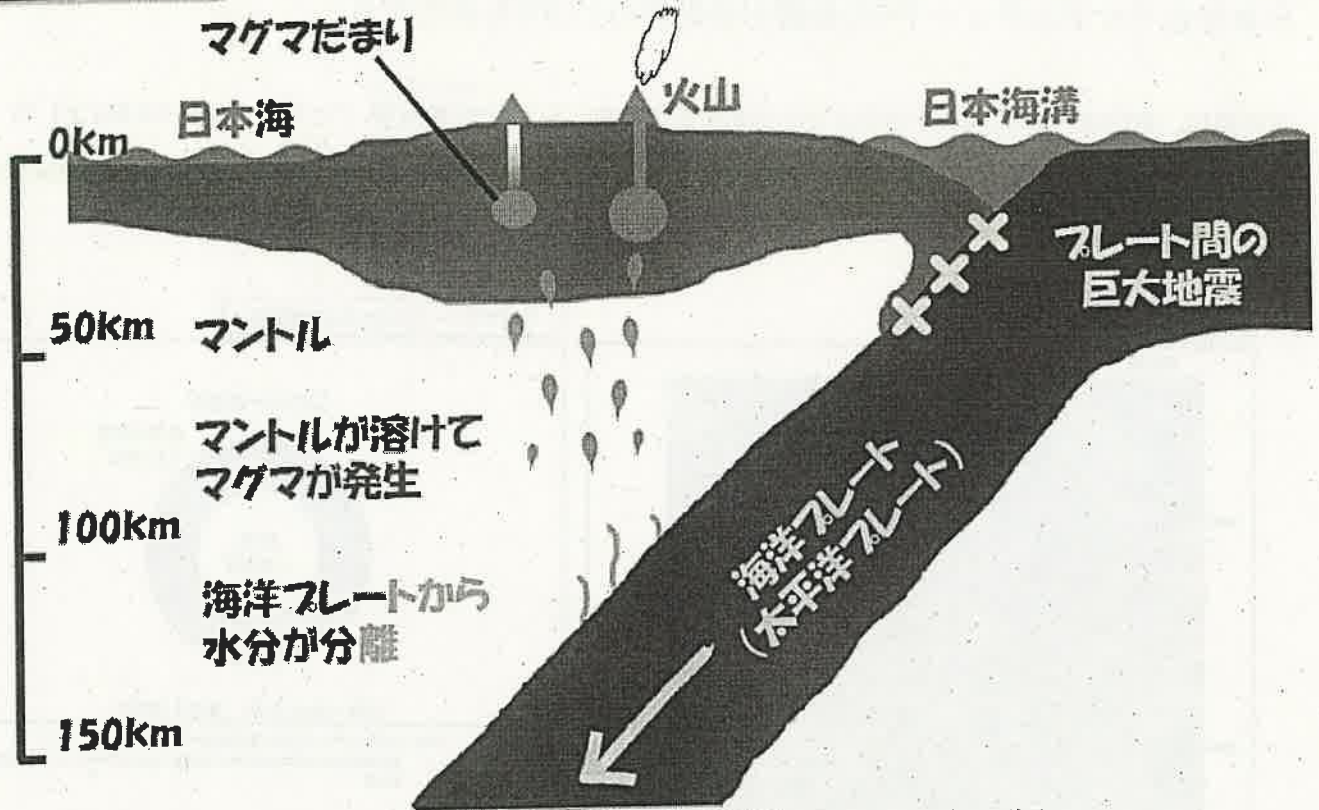 マグマだまり
日本海
火山
日本海溝
0km
プレート間の
巨大地震
50km
マントル
マントルが溶けて
マグマが発生
100km
海洋プレート
(太平洋プレート)
海洋プレートから
水分が分離
150km